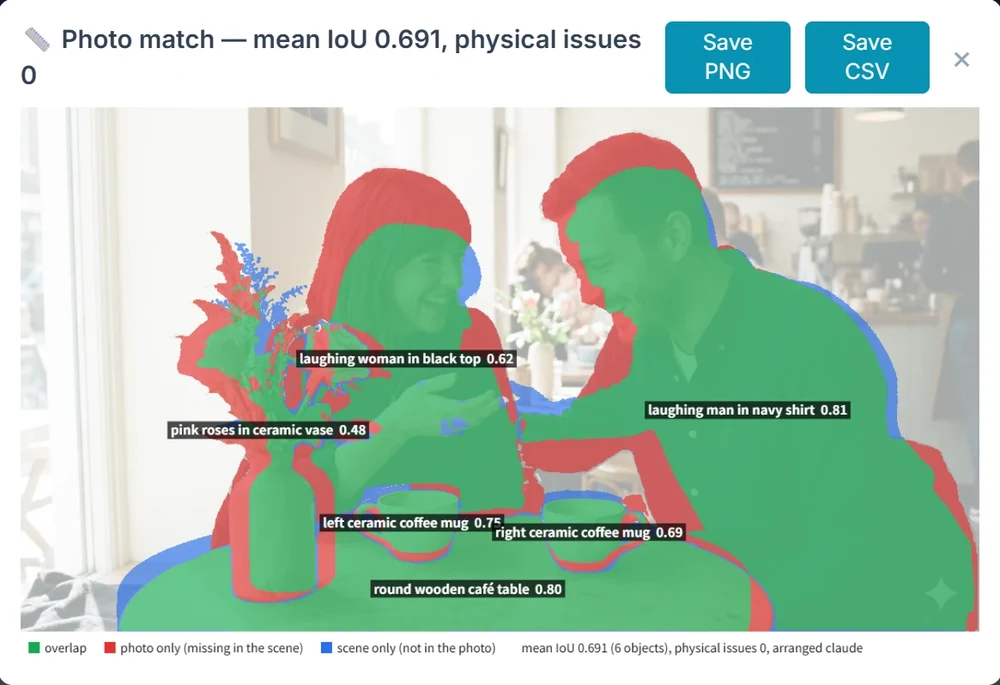 Photo match — mean IoU 0.691, physical issues
0
Save
PNG
Save
CSV
×
laughing woman in black top 0.62
laughing man in navy shirt 0.81
pink roses in ceramic vase 0.48
left ceramic coffee mug 0.75
right ceramic coffee mug 0.69
round wooden café table 0.80
overlap
photo only (missing in the scene)
scene only (not in the photo)
mean IoU 0.691 (6 objects), physical issues 0, arranged claude